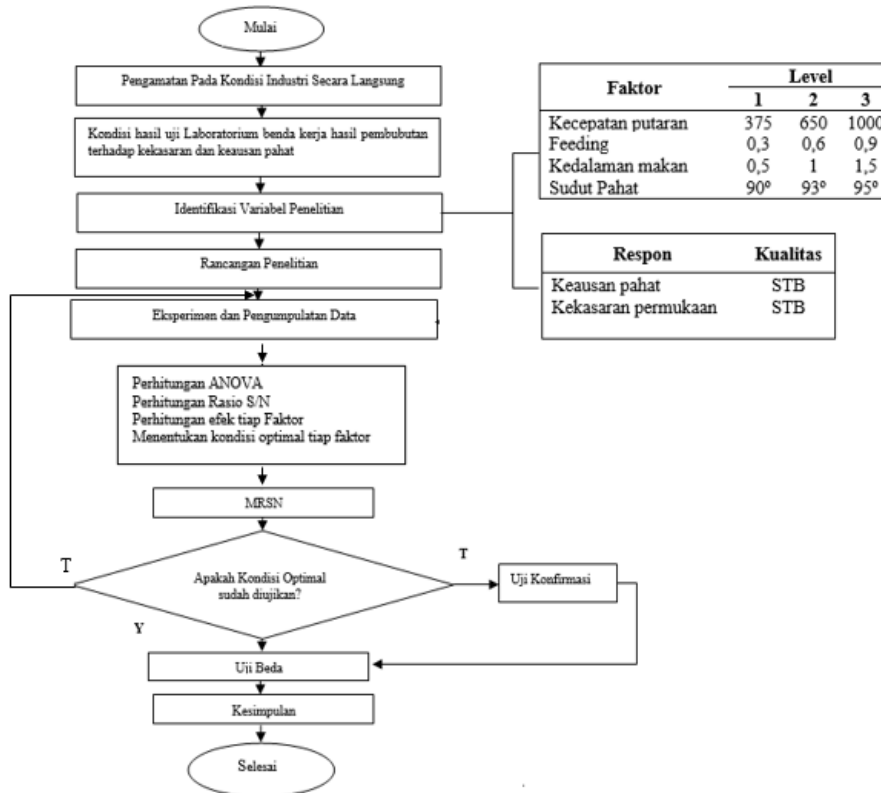 Mulai
Pengamatan Pada Kondisi Industri Secara Langsung
Kondisi hasil uji Laboratorium benda kerja hasil pembubutan
terhadap kekasaran dan keausan pahat
Identifikasi Variabel Penelitian
Rancangan Penelitian
Eksperimen dan Pengumpulatan Data
Perhitungan ANOVA
Perhitungan Rasio S/N
Perhitungan efek tiap Faktor
Menentukan kondisi optimal tiap faktor
MRSN
T
Apakah Kondisi Optimal
sudah diujikan?
T
Uji Konfirmasi
Y
Uji Beda
Kesimpulan
Selesai
Faktor Level
1 2 3
Kecepatan putaran 375 650 1000
Feeding 0,3 0,6 0,9
Kedalaman makan 0,5 1 1,5
Sudut Pahat 90º 93º 95º
Respon Kualitas
Keausan pahat STB
Kekasaran permukaan STB